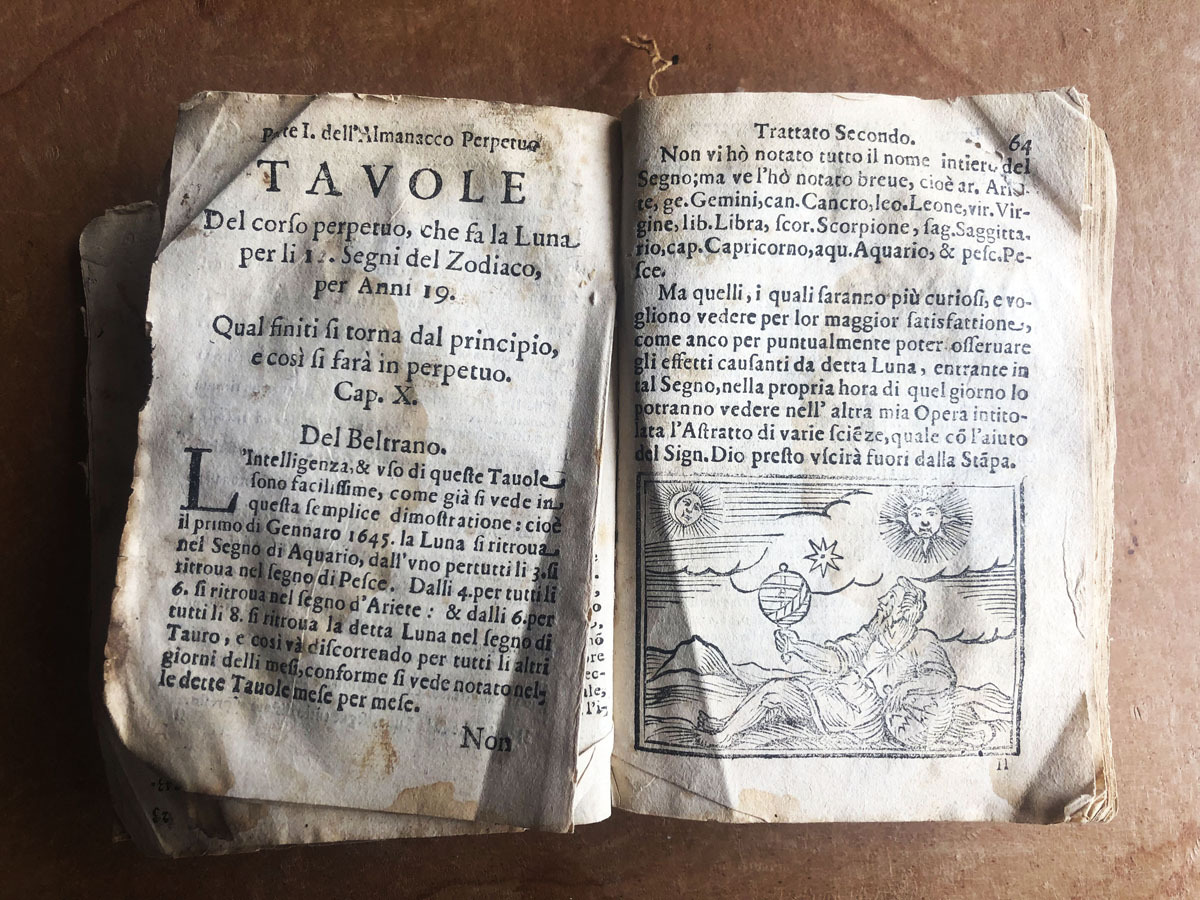 I. dell'Almanacco Perpetuo
TAVOLE
Del corſo perpetuo, che fa la Luna
per li 12. Segni del Zodiaco,
per Anni 19.
Qual finiti ſi torna dal principio,
e così ſi farà in perpetuo.
Cap. X.
Del Beltrano.
L'Intelligenza,& vſo di queſte Tauole
ſono faciliſſime, come già ſi vede in
queſta ſemplice dimoſtratione: cioè
il primo di Gennaro 1645. la Luna ſi ritroua
nel Segno di Aquario, dall'vno pertutti li 3.ſi
ritroua nel ſegno di Peſce. Dalli 4.per tutti li
6. ſi ritroua nel ſegno d'Ariete: & dalli 6.per
tutti li 8. ſi ritroua la detta Luna nel ſegno di
Tauro, e così và diſcorrendo per tutti li altri
giorni delli meſi,conforme ſi vede notato nel-
le dette Tauole meſe per meſe.
Non
Trattato Secondo.
64
Non vi hò notato tutto il nome intiero del
Segno;ma ve l'hò notato breue, cioè ar. Arie-
te, ge.Gemini,can.Cancro,leo.Leone,vir.Vir-
gine, lib.Libra, ſcor.Scorpione, ſag.Saggitta-
rio,cap.Capricorno,aqu.Aquario, & peſc.Pe-
ſce.
Ma quelli, i quali ſaranno più curioſi, e vo-
gliono vedere per lor maggior ſatisfattione,
come anco per puntualmente poter oſſeruare
gli effetti cauſanti da detta Luna, entrante in
tal Segno,nella propria hora di quel giorno lo
potranno vedere nell' altra mia Opera intito-
lata l'Aſtratto di varie ſciẽze, quale cõ l'aiuto
del Sign. Dio preſto vſcirà fuori dalla Stãpa.